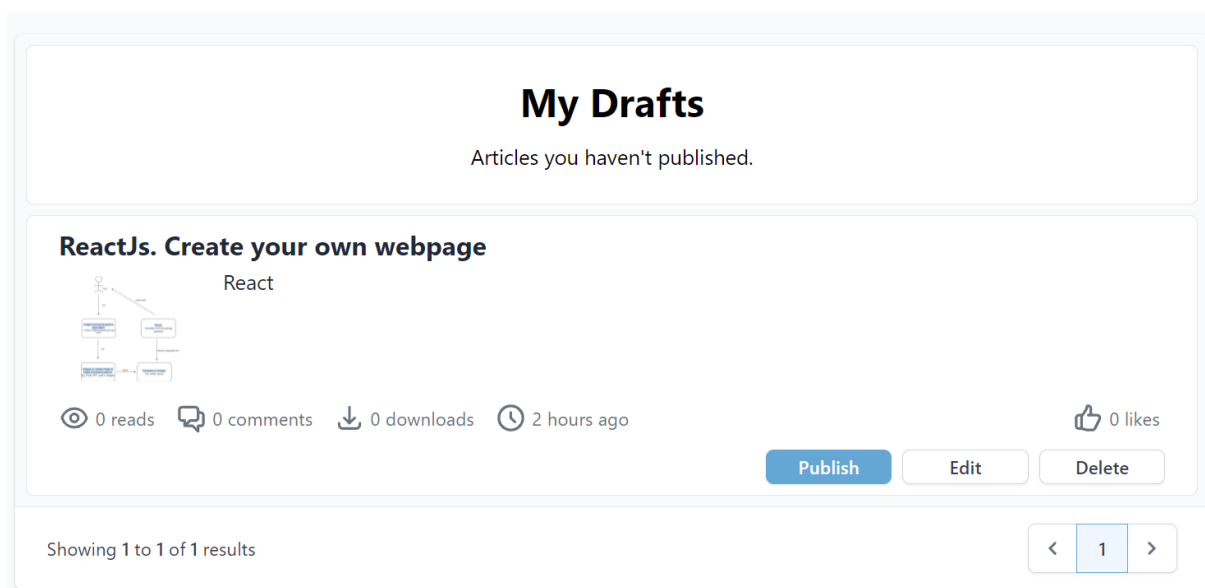 My Drafts
Articles you haven't published.
ReactJs. Create your own webpage
React
0 reads 0 comments 0 downloads 2 hours ago 0 likes
Publish Edit Delete
Showing 1 to 1 of 1 results
1